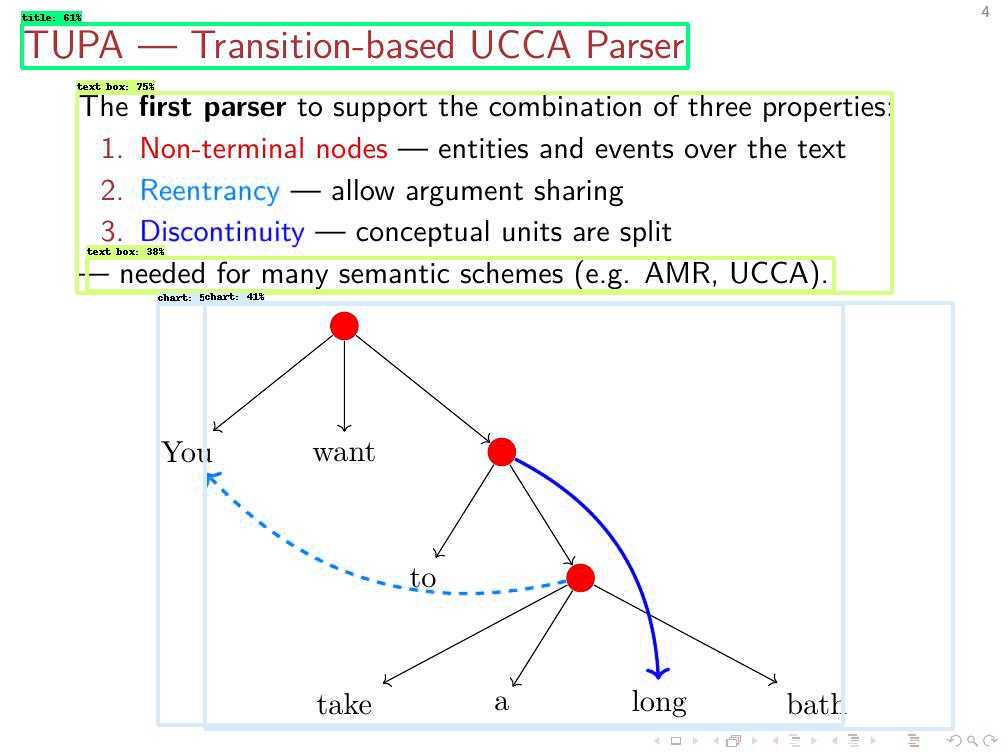 4
title: 61%
TUPA — Transition-based UCCA Parser
text box: 75%
The first parser to support the combination of three properties:
1. Non-terminal nodes — entities and events over the text
2. Reentrancy — allow argument sharing
3. Discontinuity — conceptual units are split
text box: 38%
— needed for many semantic schemes (e.g. AMR, UCCA).
chart: 5 chart: 41%
You want
to
take a long bath